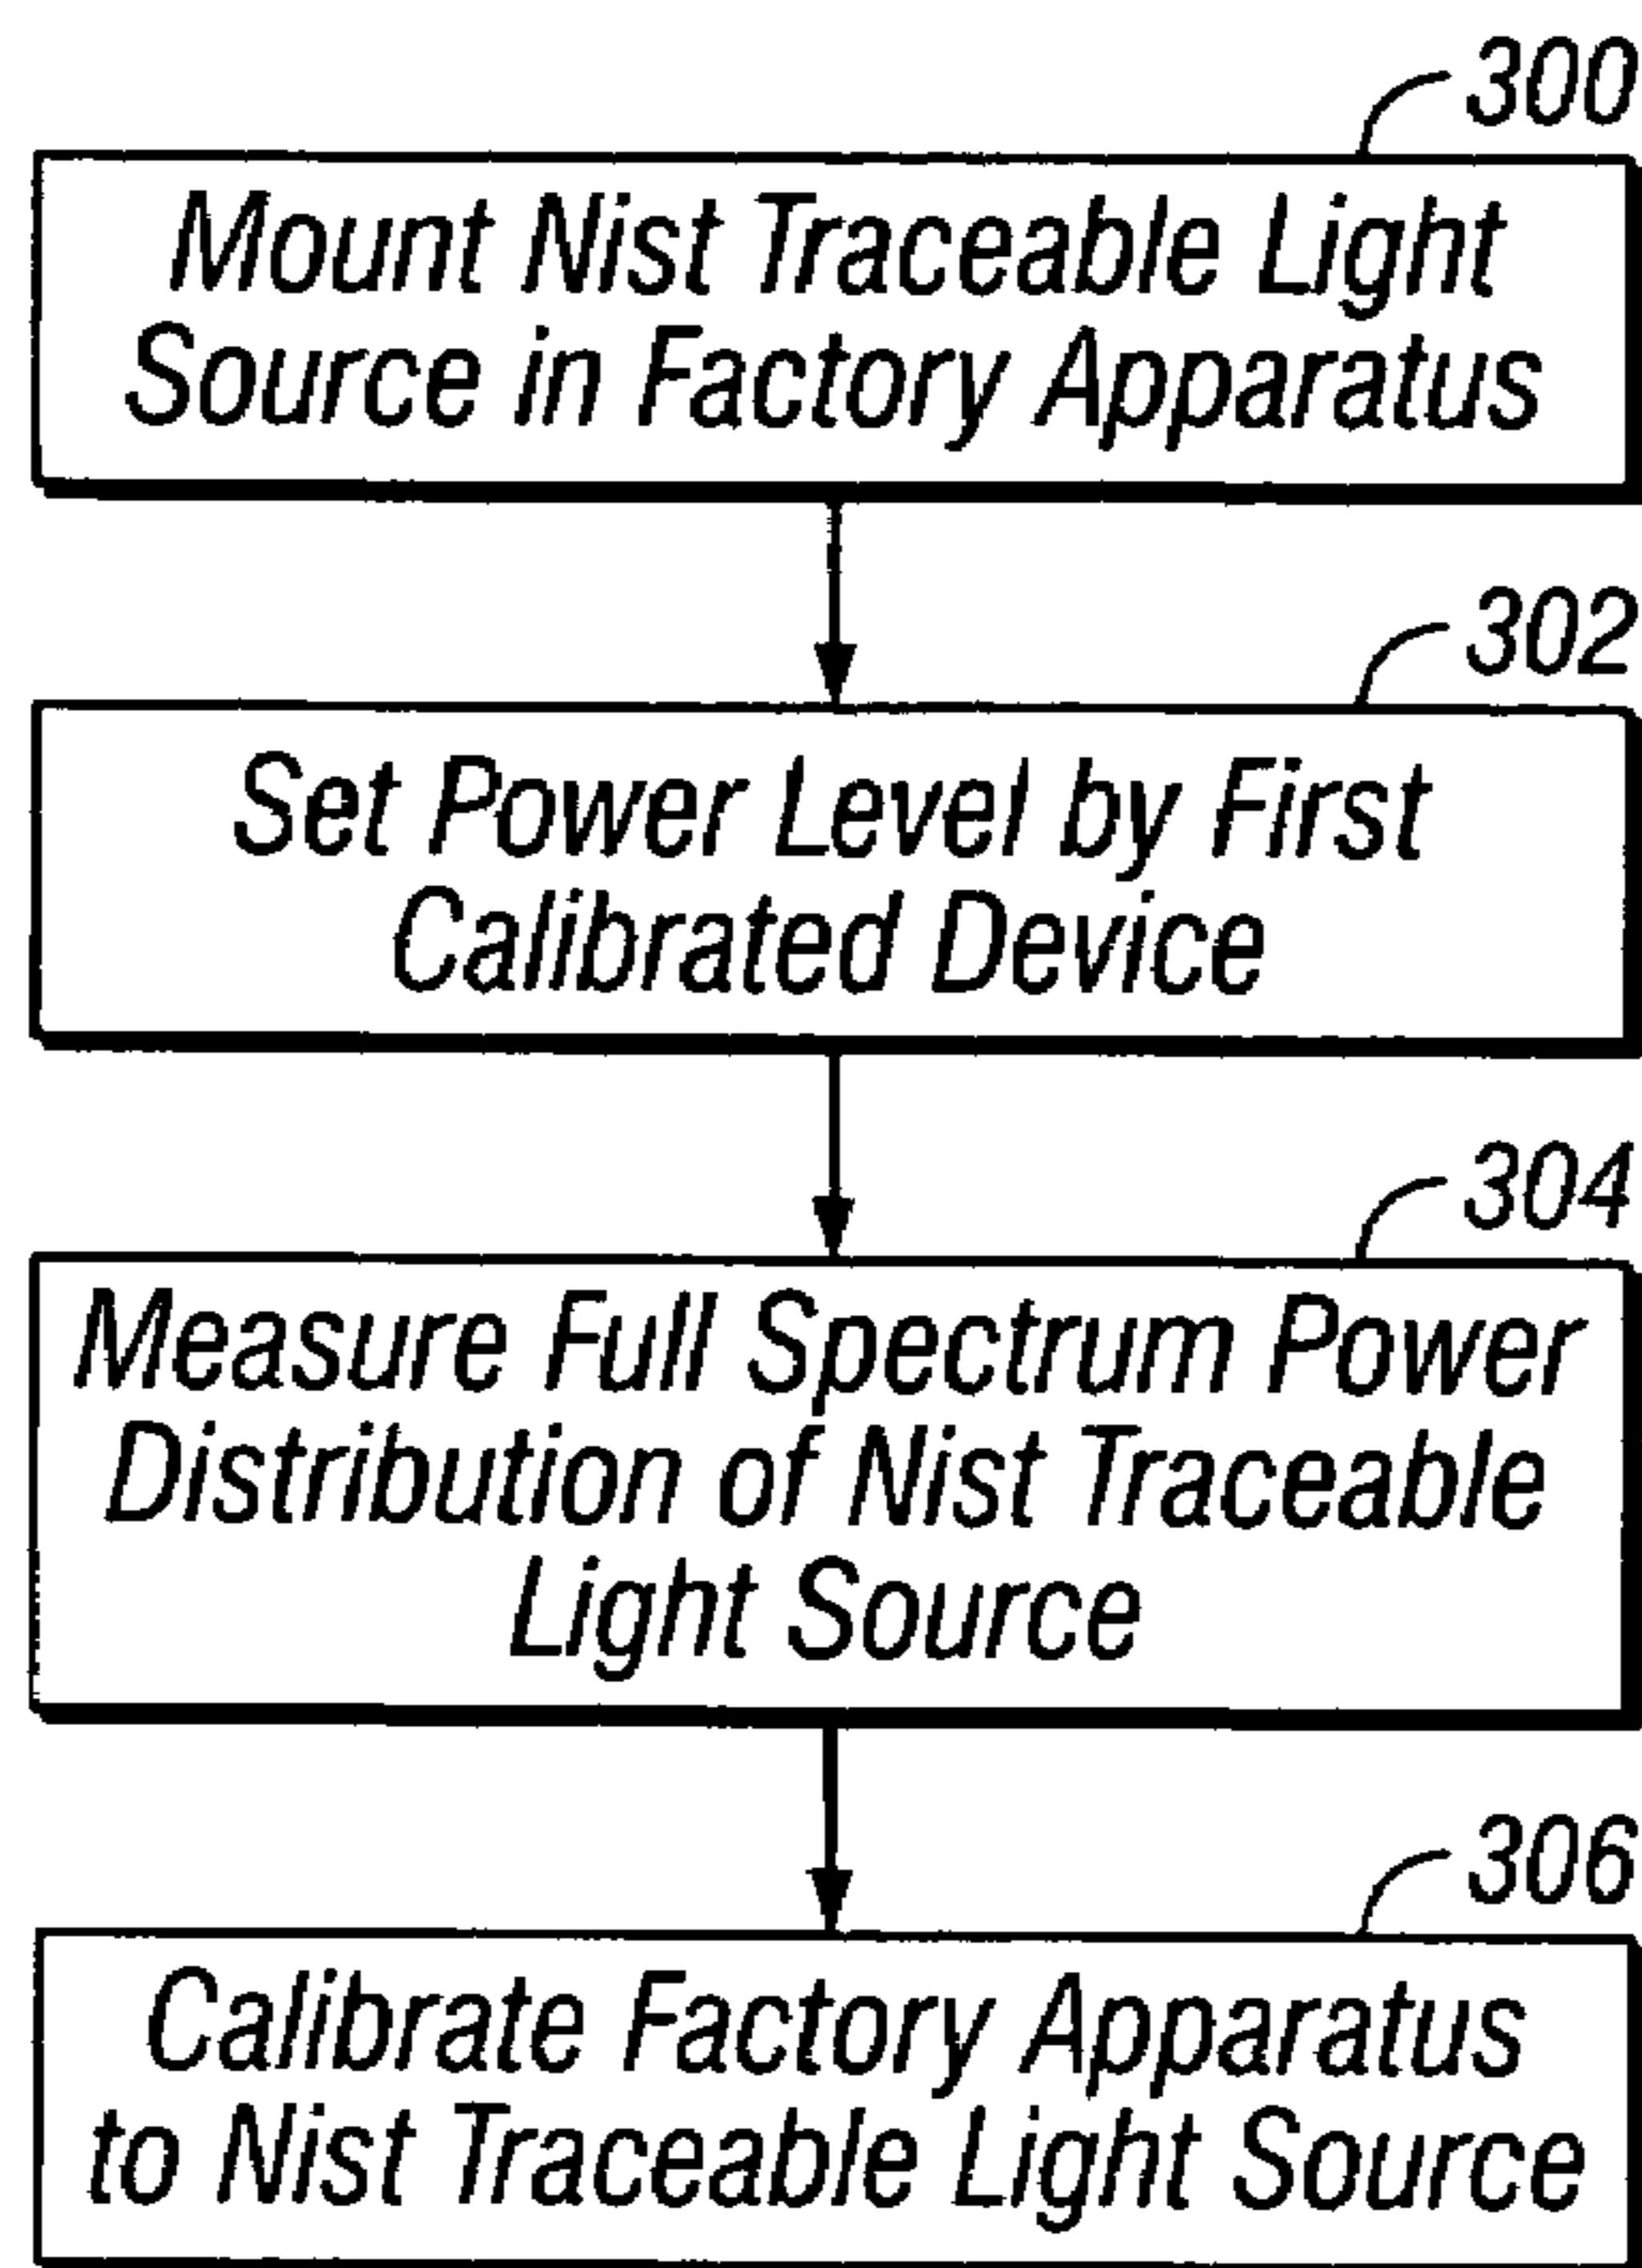 300
Mount Nist Traceable Light
Source in Factory Apparatus
302
Set Power Level by First
Calibrated Device
304
Measure Full Spectrum Power
Distribution of Nist Traceable
Light Source
306
Calibrate Factory Apparatus
to Nist Traceable Light Source